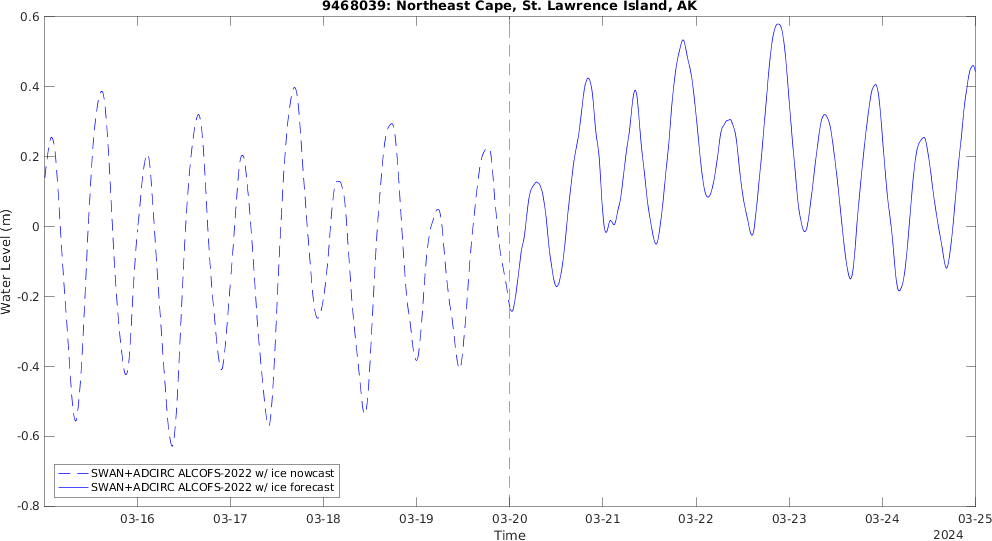 9468039: Northeast Cape, St. Lawrence Island, AK
0.6
0.4
0.2
0
-0.2
-0.4
-0.6
-0.8
Water Level (m)
SWAN+ADCIRC ALCOFS-2022 w/ ice nowcast
SWAN+ADCIRC ALCOFS-2022 w/ ice forecast
03-16 03-17 03-18 03-19 03-20 03-21 03-22 03-23 03-24 03-25
Time
2024